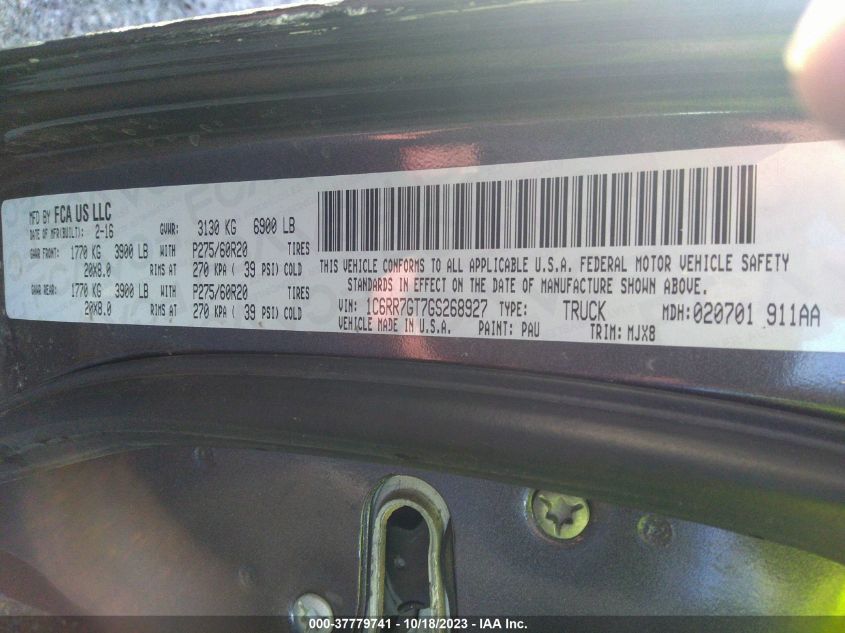 MFD BY FCA US LLC
DATE OF MFR(BUILT): 2-16 GVWR: 3130 KG 6900 LB
GAWR FRONT: 1770 KG 3900 LB WITH P275/60R20 TIRES
20X8.0 RIMS AT 270 KPA ( 39 PSI) COLD
GAWR REAR: 1770 KG 3900 LB WITH P275/60R20 TIRES
20X8.0 RIMS AT 270 KPA ( 39 PSI) COLD
THIS VEHICLE CONFORMS TO ALL APPLICABLE U.S.A. FEDERAL MOTOR VEHICLE SAFETY
STANDARDS IN EFFECT ON THE DATE OF MANUFACTURE SHOWN ABOVE.
VIN: 1C6RR7GT7GS268927 TYPE: TRUCK MDH:020701 911AA
VEHICLE MADE IN U.S.A. PAINT: PAU TRIM: MJX8
000-37779741 - 10/18/2023 - IAA Inc.